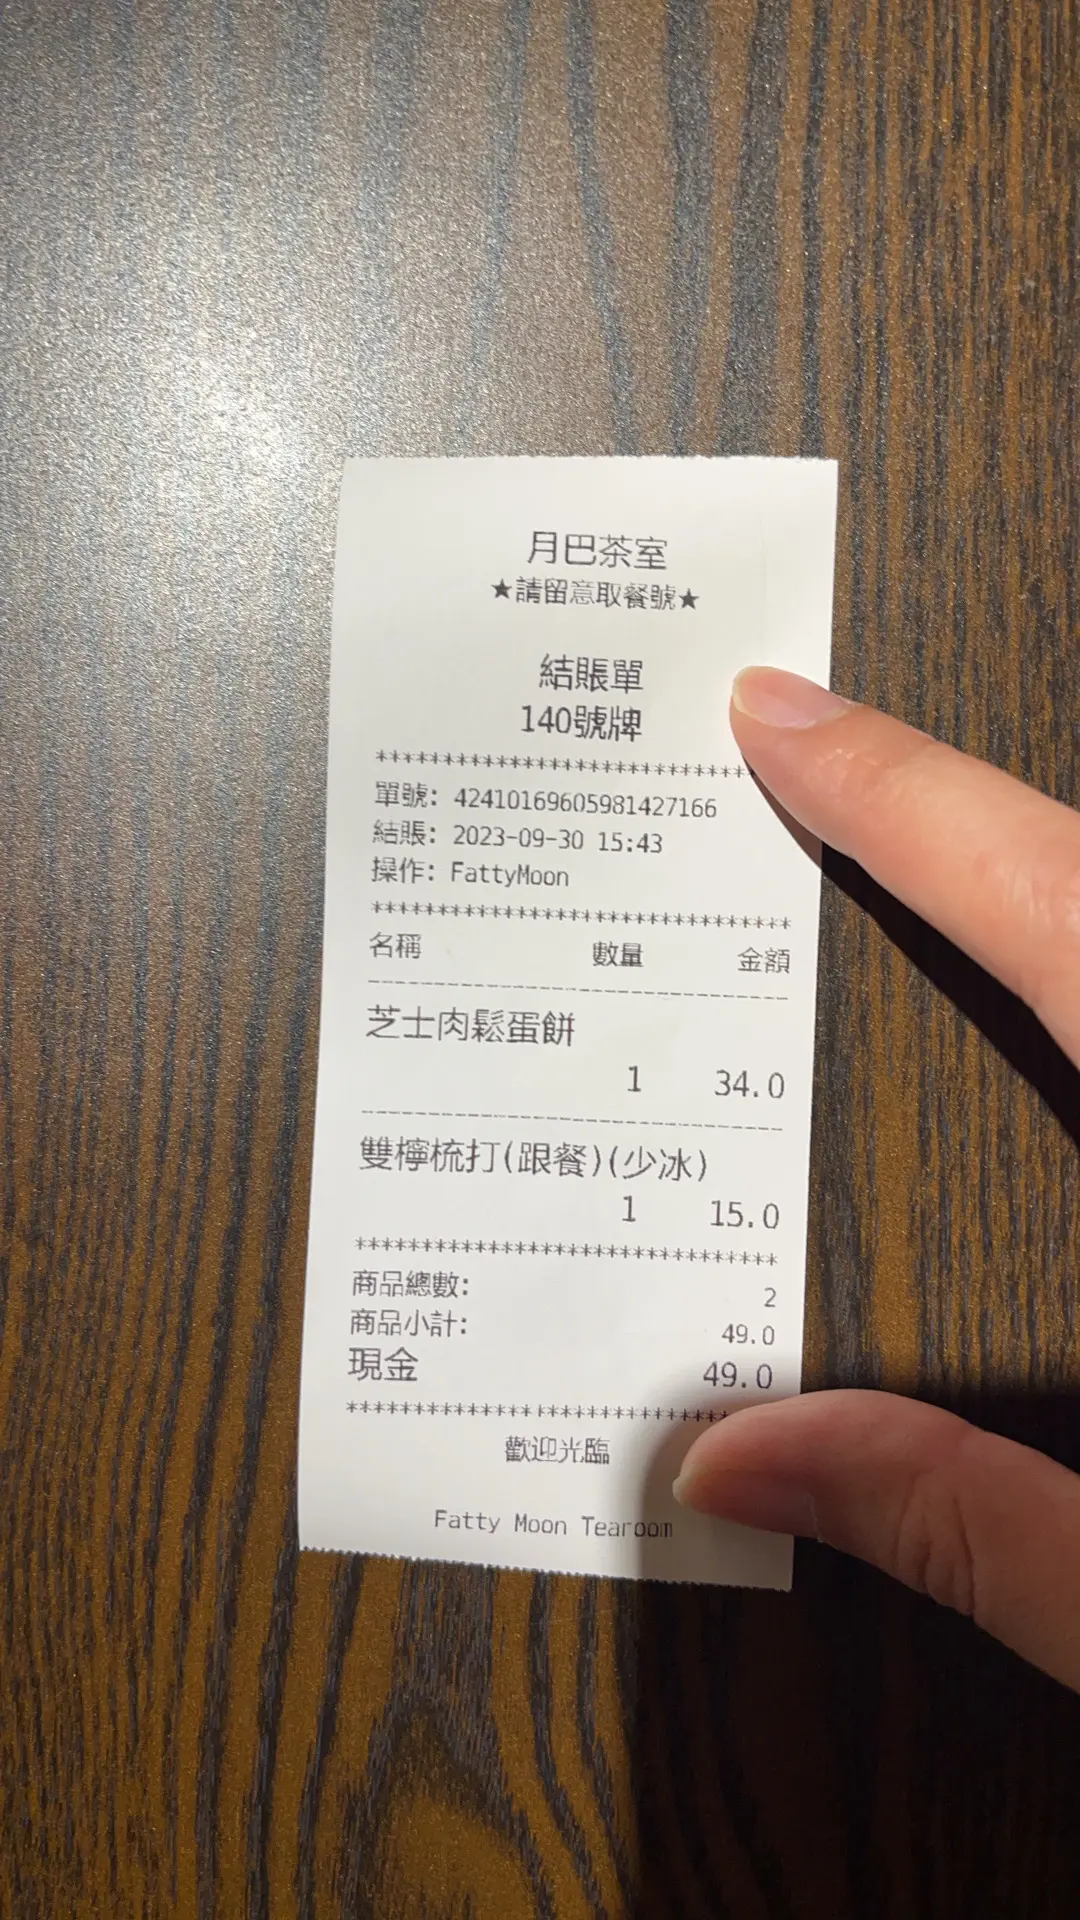 月巴茶室
★請留意取餐號★
結賬單
140號牌
*******************************
單號: 42410169605981427166
結賬: 2023-09-30 15:43
操作: FattyMoon
********************************
名稱 數量 金額
--------------------------------
芝士肉鬆蛋餅
1 34.0
--------------------------------
雙檸梳打(跟餐)(少冰)
1 15.0
********************************
商品總數: 2
商品小計: 49.0
現金 49.0
*******************************
歡迎光臨
Fatty Moon Tearoom